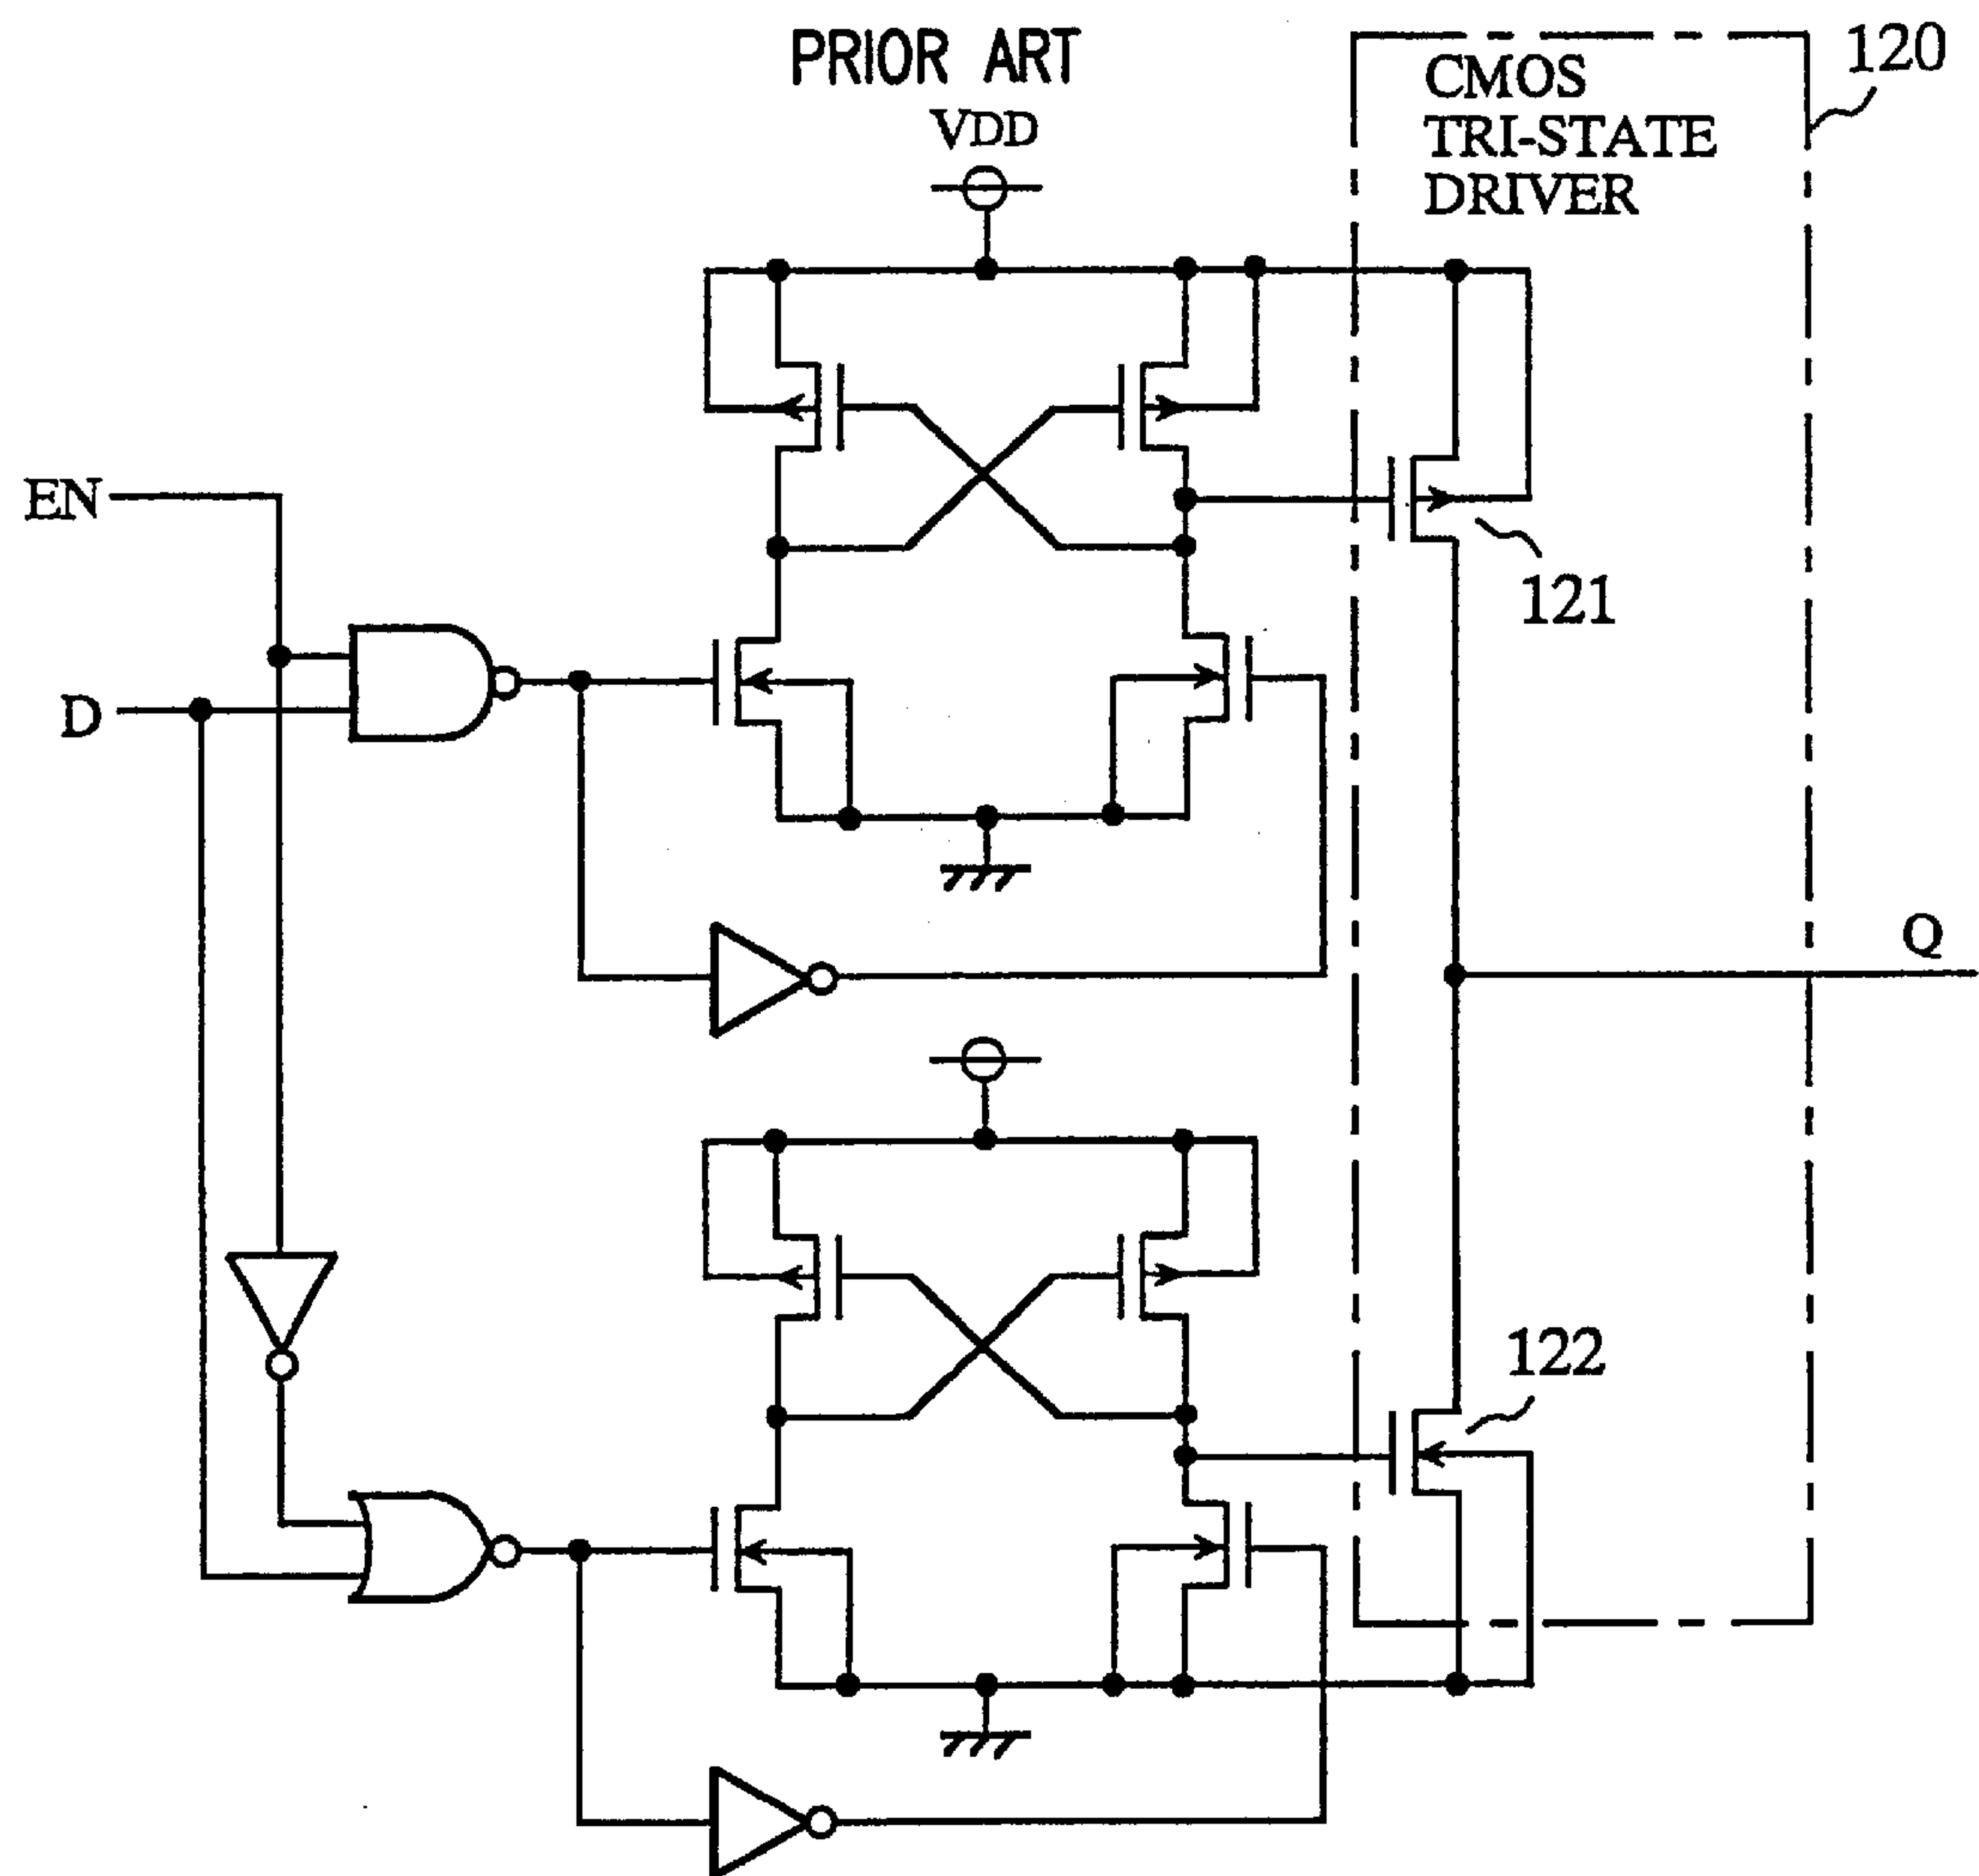 PRIOR ART
VDD
CMOS
TRI-STATE
DRIVER
120
EN
121
D
Q
122